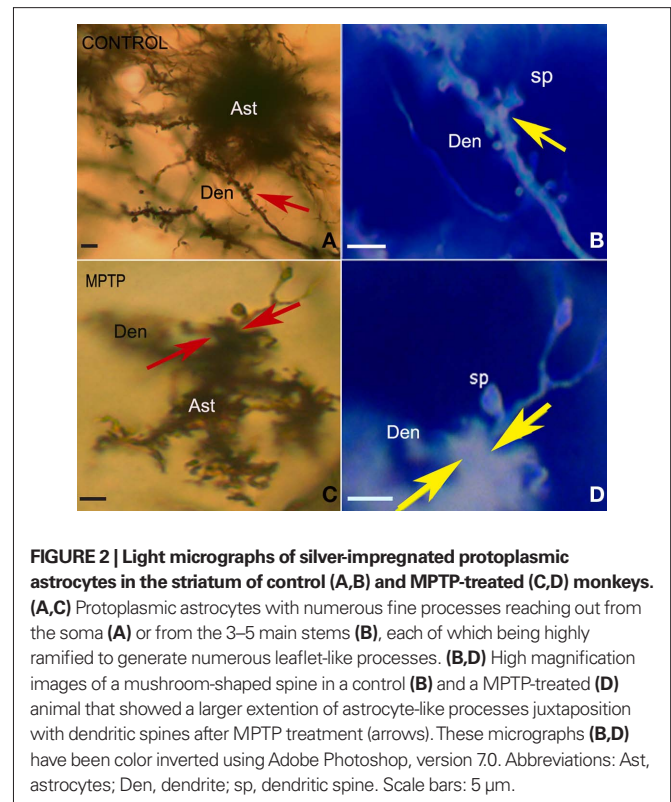 CONTROL
Ast
Den
A
sp
Den
B
MPTP
Den
Ast
C
sp
Den
D
FIGURE 2 | Light micrographs of silver-impregnated protoplasmic
astrocytes in the striatum of control (A,B) and MPTP-treated (C,D) monkeys.
(A,C) Protoplasmic astrocytes with numerous fine processes reaching out from
the soma (A) or from the 3–5 main stems (B), each of which being highly
ramified to generate numerous leaflet-like processes. (B,D) High magnification
images of a mushroom-shaped spine in a control (B) and a MPTP-treated (D)
animal that showed a larger extention of astrocyte-like processes juxtaposition
with dendritic spines after MPTP treatment (arrows). These micrographs (B,D)
have been color inverted using Adobe Photoshop, version 7.0. Abbreviations: Ast,
astrocytes; Den, dendrite; sp, dendritic spine. Scale bars: 5 µm.